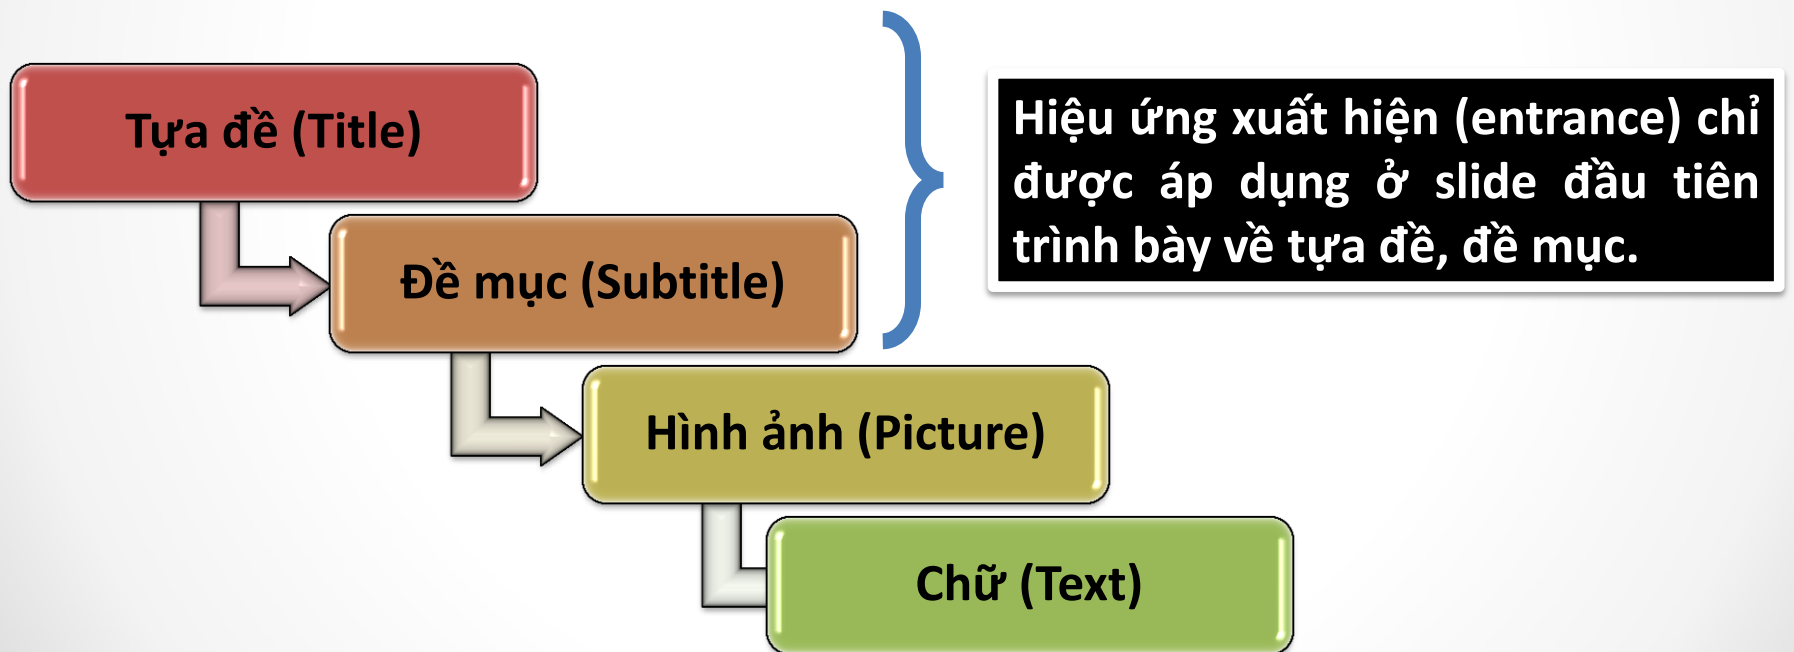 Tựa đề (Title)
Hiệu ứng xuất hiện (entrance) chỉ
được áp dụng ở slide đầu tiên
trình bày về tựa đề, đề mục.
Đề mục (Subtitle)
Hình ảnh (Picture)
Chữ (Text)